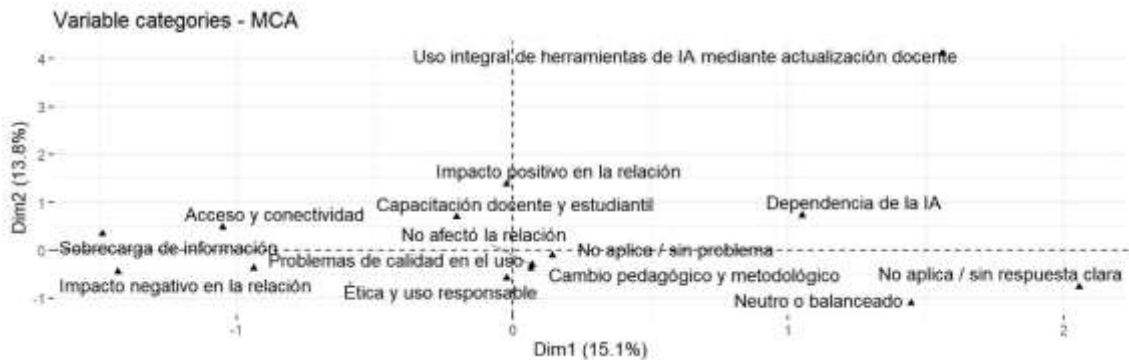 Variable categories - MCA
4
Uso integral de herramientas de IA mediante actualización docente
3
2
Impacto positivo en la relación
1
Acceso y conectividad
Capacitación docente y estudiantil
Dependencia de la IA
No afectó la relación
0
Sobrecarga de información
No aplica / sin problema
Problemas de calidad en el uso
Cambio pedagógico y metodológico
No aplica / sin respuesta clara
Impacto negativo en la relación
Ética y uso responsable
Neutro o balanceado
-1
Dim2 (13.8%)
-1
0
1
2
Dim1 (15.1%)